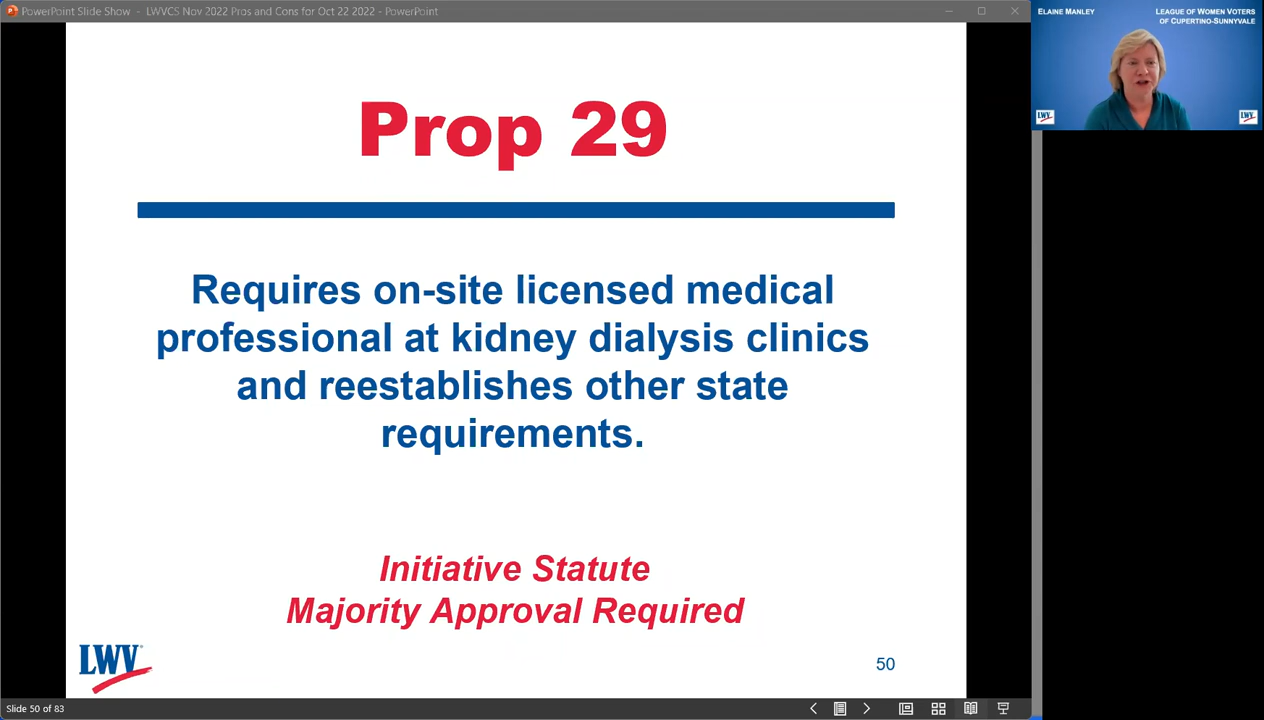 PowerPoint Slide Show - LWVCS Nov 2022 Pros and Cons for Oct 22 2022 - PowerPoint
ELAINE MANLEY
LEAGUE OF WOMEN VOTERS
OF CUPERTINO-SUNNYVALE
LWV
LWV
Prop 29
Requires on-site licensed medical
professional at kidney dialysis clinics
and reestablishes other state
requirements.
Initiative Statute
Majority Approval Required
LWV
50
Slide 50 of 83